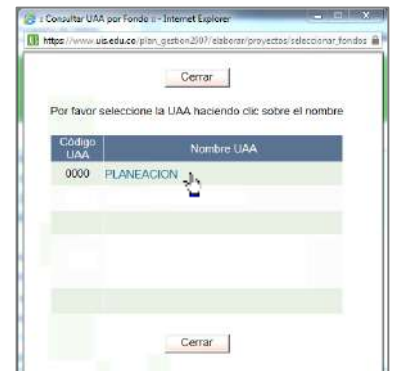 : Consultar UAA por Fondo :: - Internet Explorer
https://www.uis.edu.co/plan_gestion2007/elaborar/proyectos/seleccionar_fondos
Cerrar
Por favor seleccione la UAA haciendo clic sobre el nombre
Código UAA
Nombre UAA
0000 PLANEACION
Cerrar